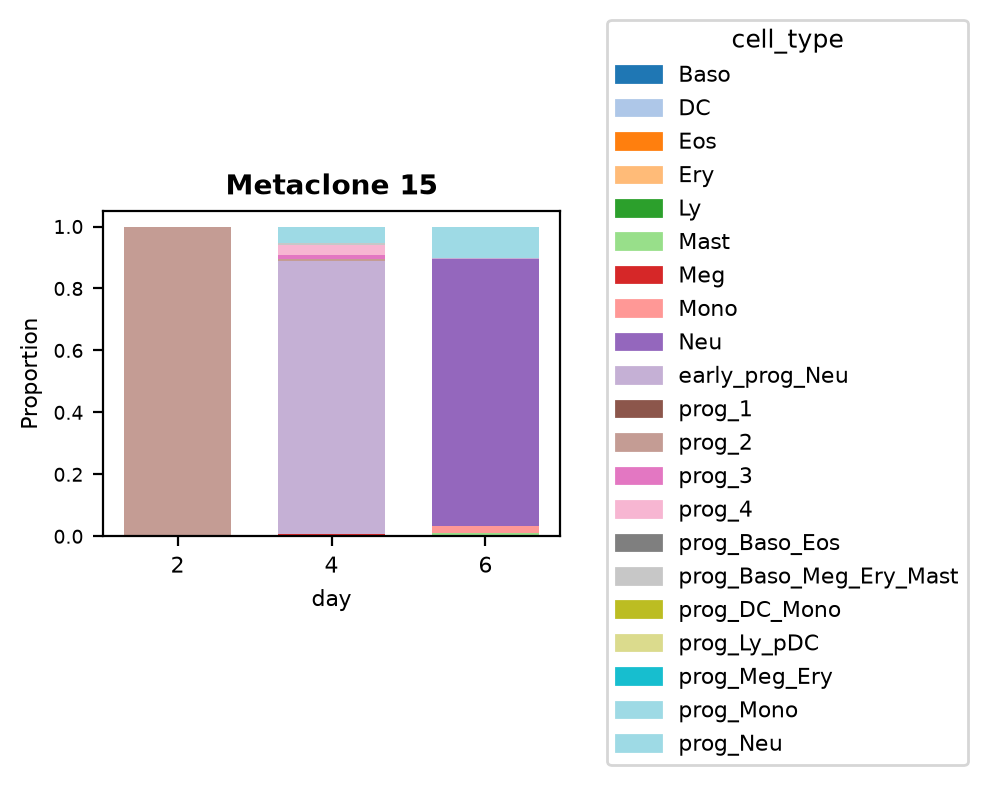 Metaclone 15
1.0
0.8
0.6
0.4
0.2
0.0
Proportion
2
4
6
day
cell_type
Baso
DC
Eos
Ery
Ly
Mast
Meg
Mono
Neu
early_prog_Neu
prog_1
prog_2
prog_3
prog_4
prog_Baso_Eos
prog_Baso_Meg_Ery_Mast
prog_DC_Mono
prog_Ly_pDC
prog_Meg_Ery
prog_Mono
prog_Neu